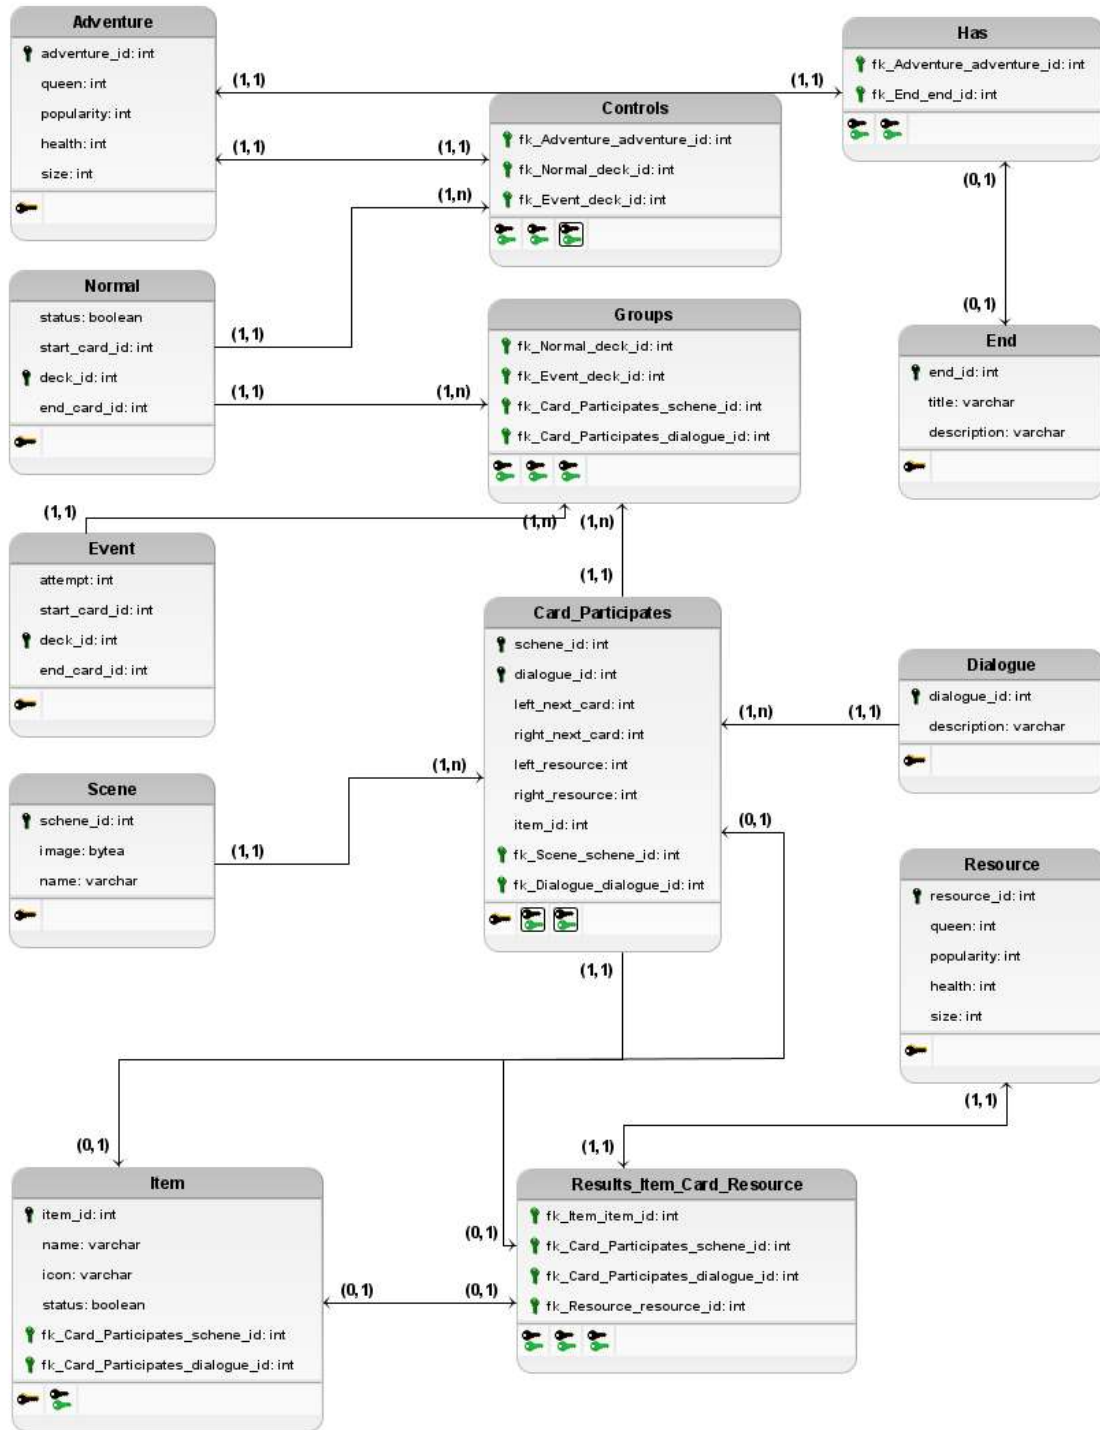 Adventure
adventure_id: int
queen: int
popularity: int
health: int
size: int
Has
fk_Adventure_adventure_id: int
fk_End_end_id: int
(1,1)
(1,1)
Controls
fk_Adventure_adventure_id: int
fk_Normal_deck_id: int
fk_Event_deck_id: int
(1,1)
(1,1)
(1,n)
(0,1)
Normal
status: boolean
start_card_id: int
deck_id: int
end_card_id: int
(1,1)
(1,1)
(1,n)
Groups
fk_Normal_deck_id: int
fk_Event_deck_id: int
fk_Card_Participates_schene_id: int
fk_Card_Participates_dialogue_id: int
(0,1)
End
end_id: int
title: varchar
description: varchar
(1,1)
(1,n)
(1,n)
(1,1)
Event
attempt: int
start_card_id: int
deck_id: int
end_card_id: int
Card_Participates
schene_id: int
dialogue_id: int
left_next_card: int
right_next_card: int
left_resource: int
right_resource: int
item_id: int
fk_Scene_schene_id: int
fk_Dialogue_dialogue_id: int
Dialogue
dialogue_id: int
description: varchar
(1,n)
(1,1)
Scene
schene_id: int
image: bytea
name: varchar
(1,n)
(1,1)
(0,1)
Resource
resource_id: int
queen: int
popularity: int
health: int
size: int
(1,1)
(1,1)
(0,1)
(1,1)
Item
item_id: int
name: varchar
icon: varchar
status: boolean
fk_Card_Participates_schene_id: int
fk_Card_Participates_dialogue_id: int
(0,1)
(0,1)
(0,1)
Results_Item_Card_Resource
fk_Item_item_id: int
fk_Card_Participates_schene_id: int
fk_Card_Participates_dialogue_id: int
fk_Resource_resource_id: int